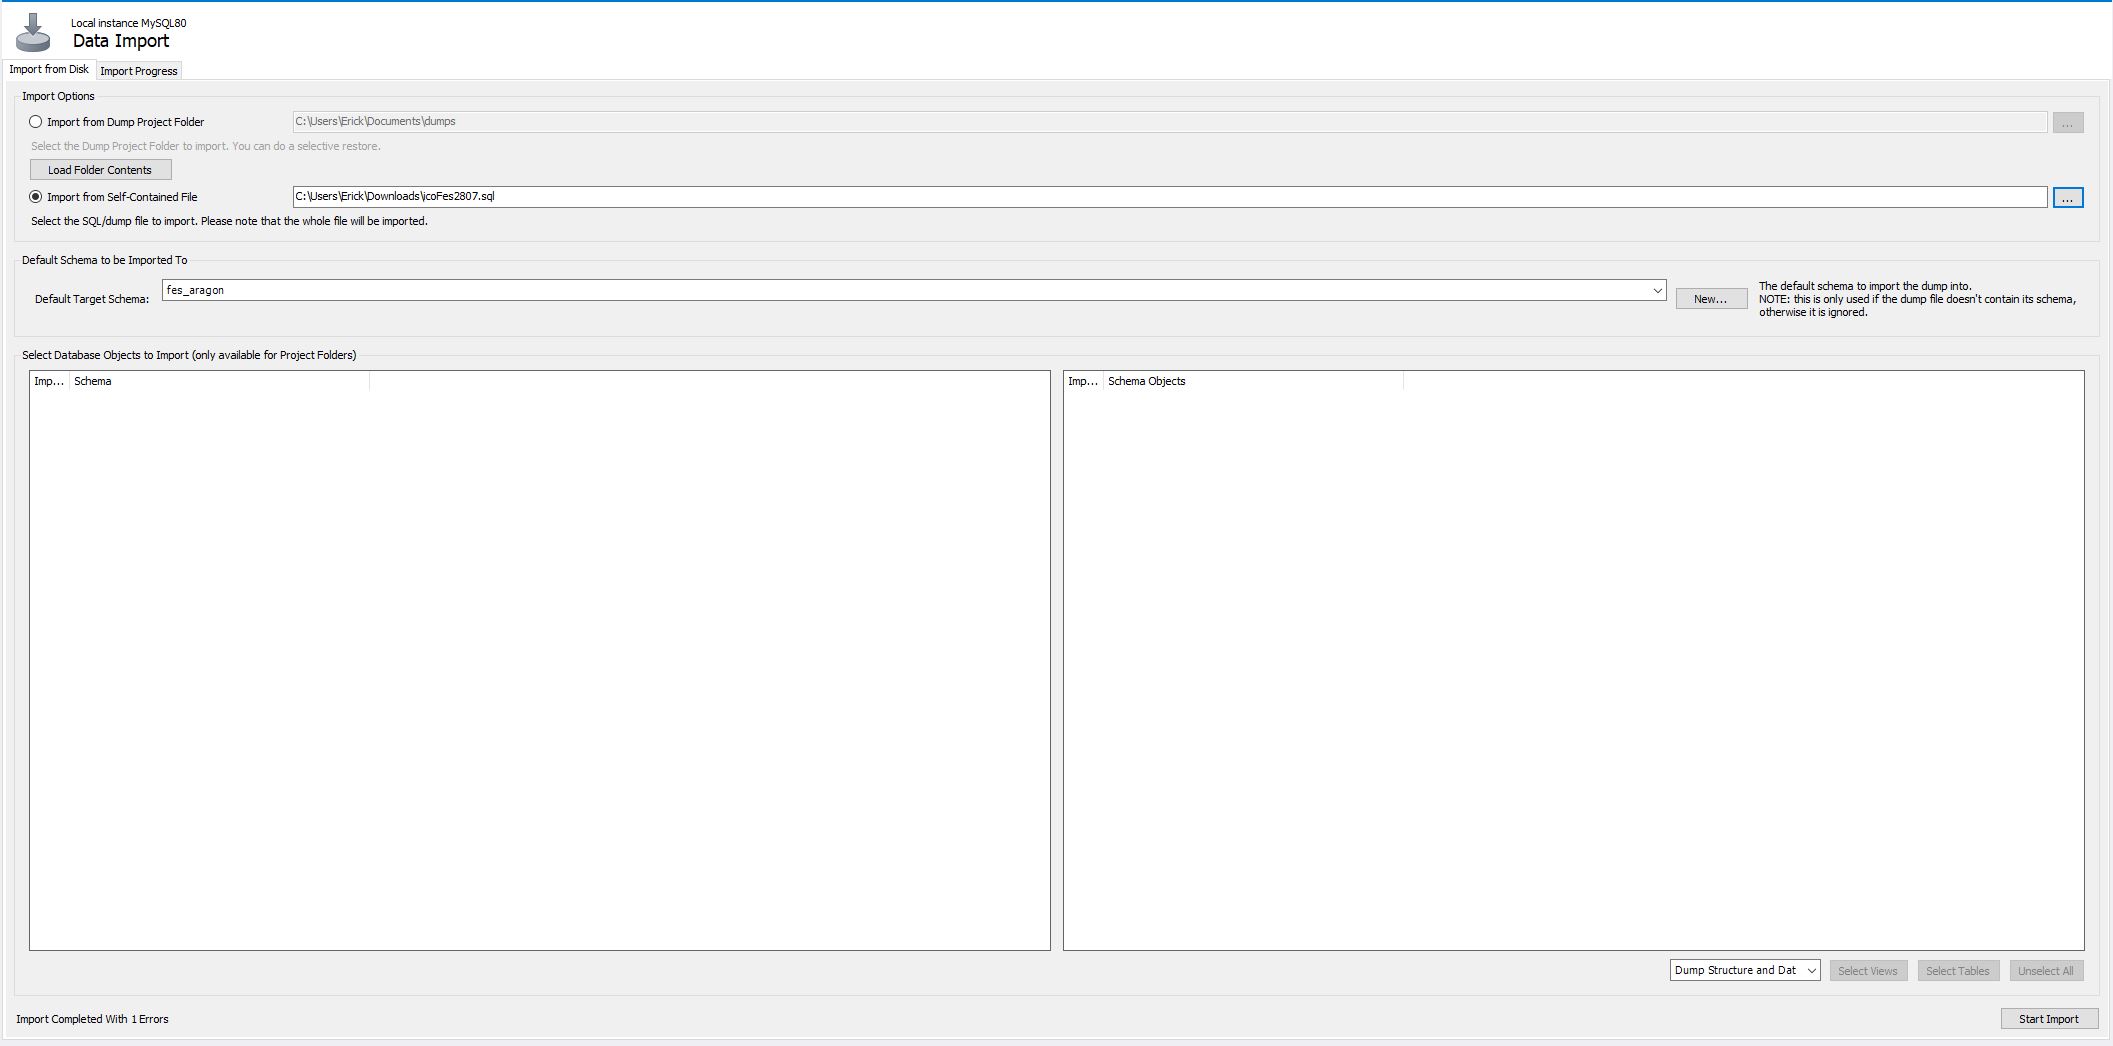 Local instance MySQL80
Data Import
Import from Disk Import Progress
Import Options
Import from Dump Project Folder C:\Users\Erick\Documents\dumps ...
Select the Dump Project Folder to import. You can do a selective restore.
Load Folder Contents
Import from Self-Contained File C:\Users\Erick\Downloads\icoFes2807.sql ...
Select the SQL/dump file to import. Please note that the whole file will be imported.
Default Schema to be Imported To
Default Target Schema: fes_aragon New...
The default schema to import the dump into.
NOTE: this is only used if the dump file doesn't contain its schema,
otherwise it is ignored.
Select Database Objects to Import (only available for Project Folders)
Imp... Schema Imp... Schema Objects
Dump Structure and Dat Select Views Select Tables Unselect All
Import Completed With 1 Errors Start Import